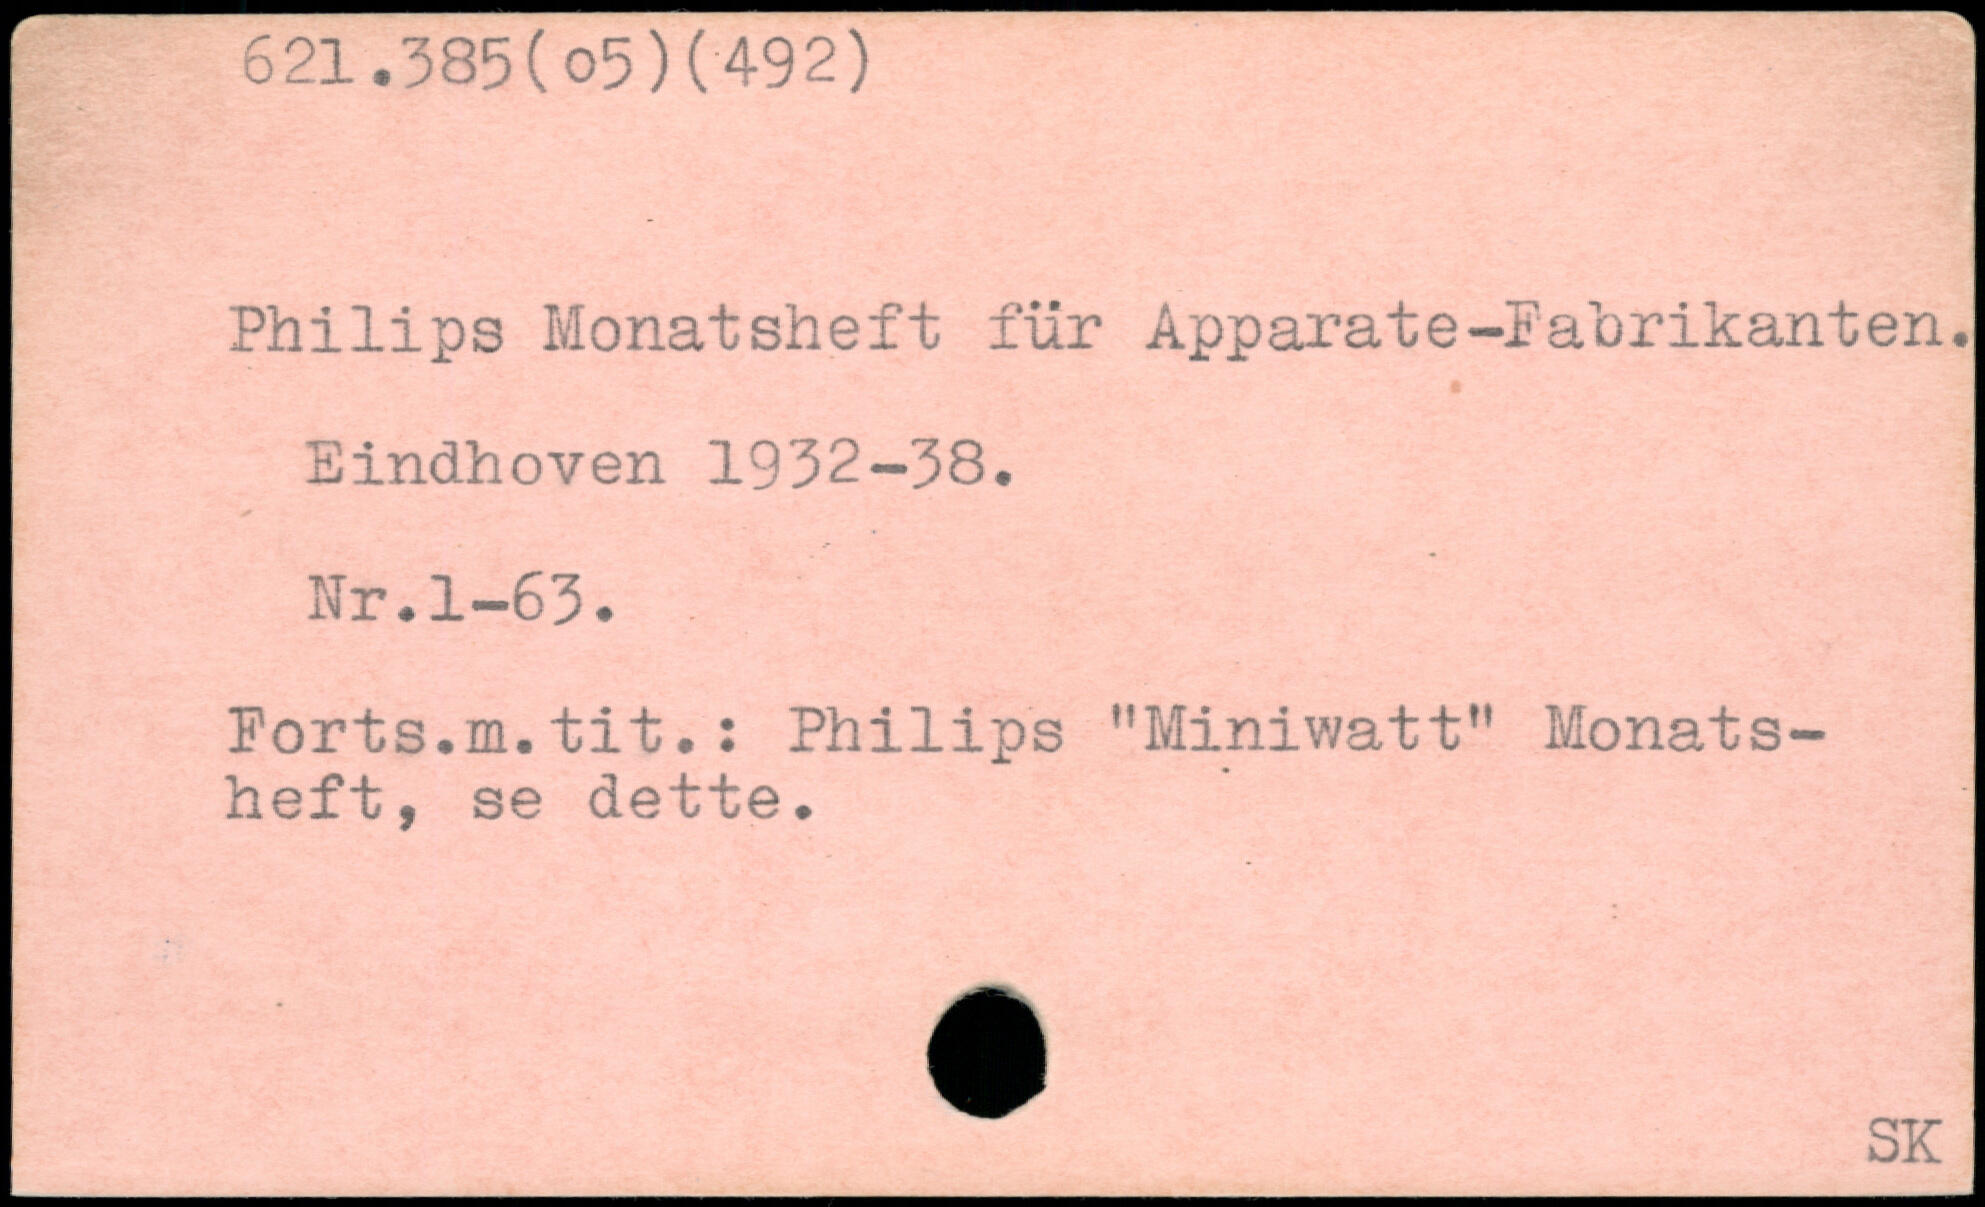 621.385(o5)(492)
Philips Monatsheft für Apparate-Fabrikanten.
Eindhoven 1932-38.
Nr.1-63.
Forts.m.tit.: Philips "Miniwatt" Monats-
heft, se dette.
SK